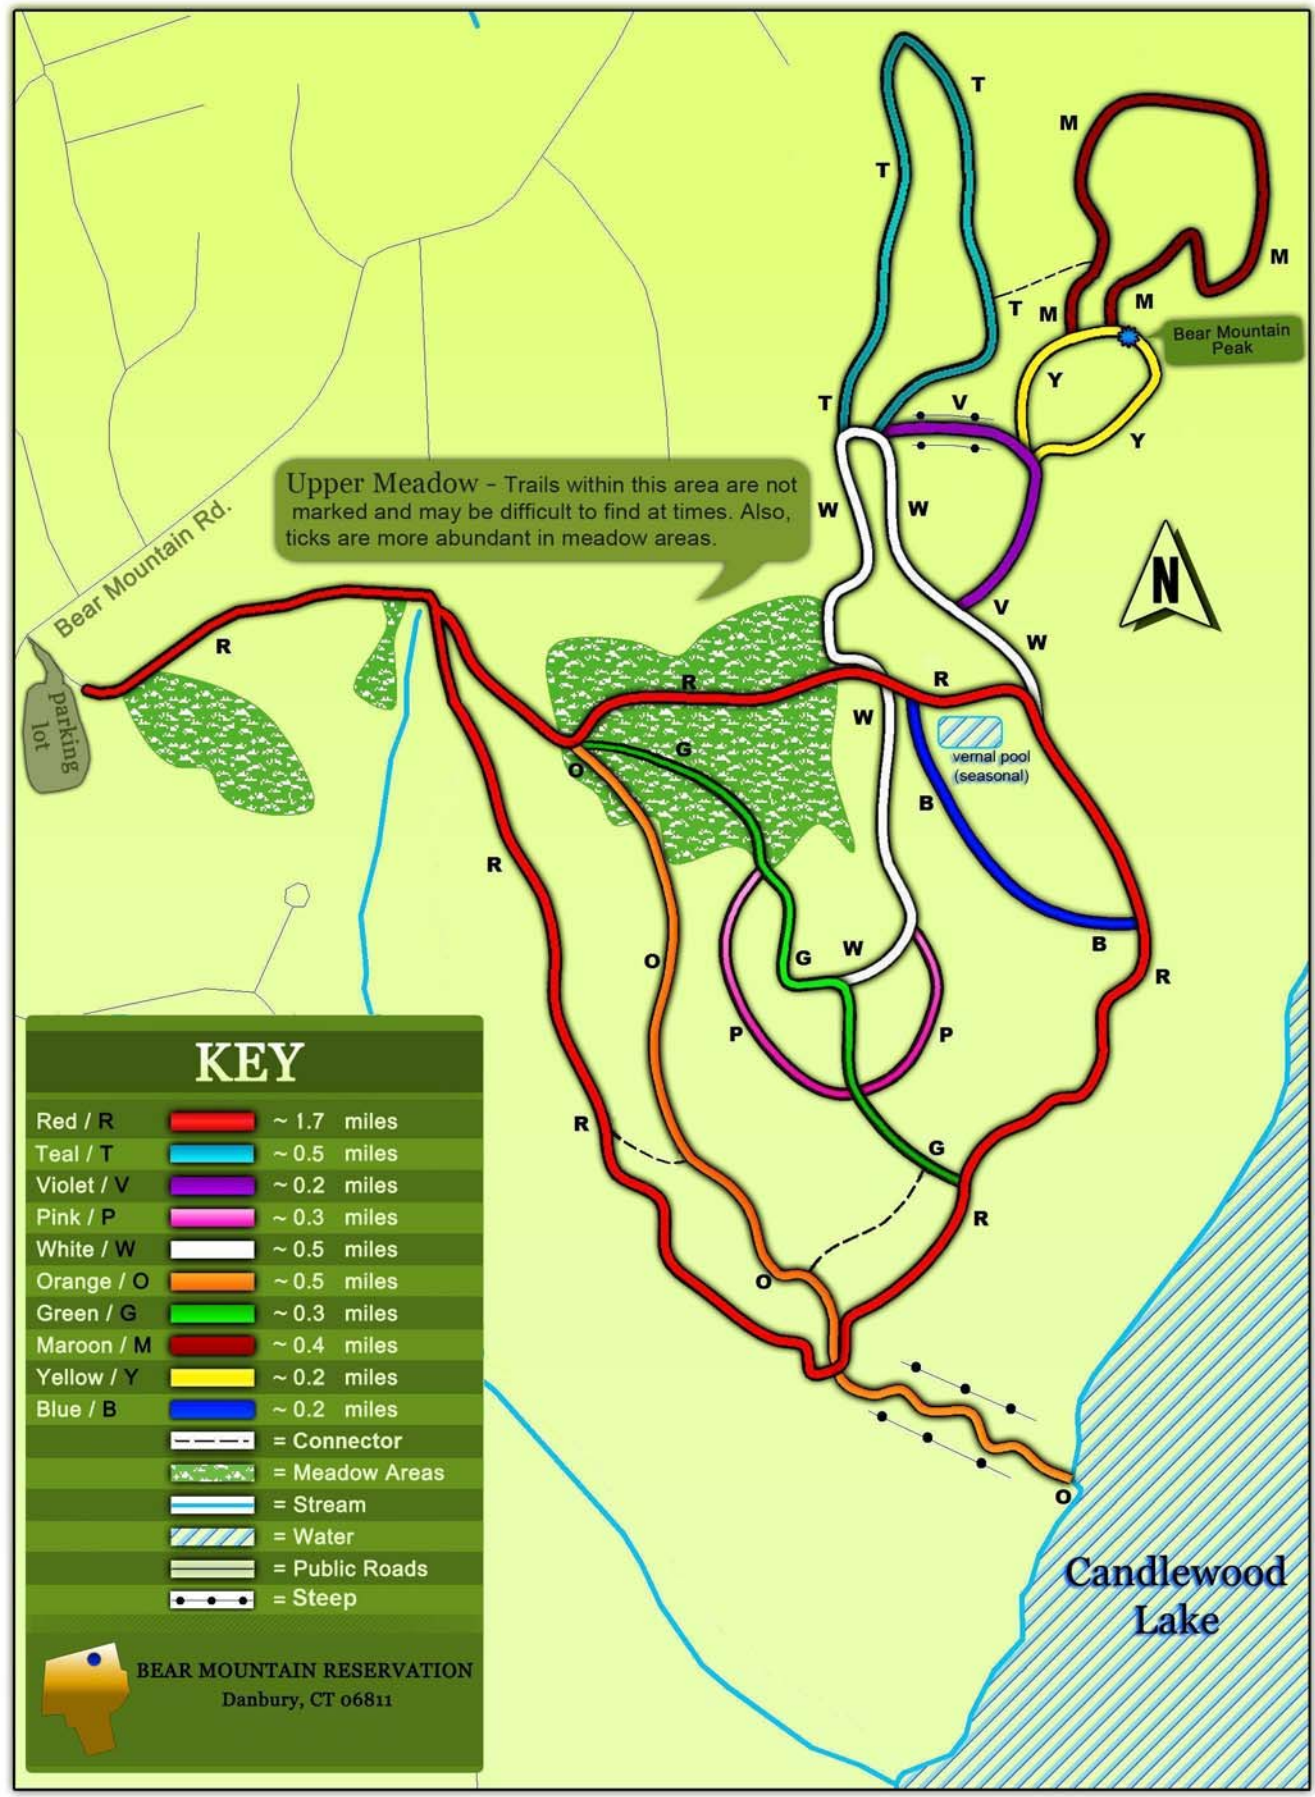 T
T
M
T
M
T
M
M
Bear Mountain
Peak
Y
T
V
Y
Upper Meadow - Trails within this area are not
marked and may be difficult to find at times. Also,
ticks are more abundant in meadow areas.
W
W
Bear Mountain Rd.
N
V
W
R
parking
lot
R
R
W
G
O
vernal pool
(seasonal)
B
R
B
G
W
O
R
P
P
R
G
R
O
O
Candlewood
Lake
KEY
Red / R ~ 1.7 miles
Teal / T ~ 0.5 miles
Violet / V ~ 0.2 miles
Pink / P ~ 0.3 miles
White / W ~ 0.5 miles
Orange / O ~ 0.5 miles
Green / G ~ 0.3 miles
Maroon / M ~ 0.4 miles
Yellow / Y ~ 0.2 miles
Blue / B ~ 0.2 miles
= Connector
= Meadow Areas
= Stream
= Water
= Public Roads
= Steep
BEAR MOUNTAIN RESERVATION
Danbury, CT 06811